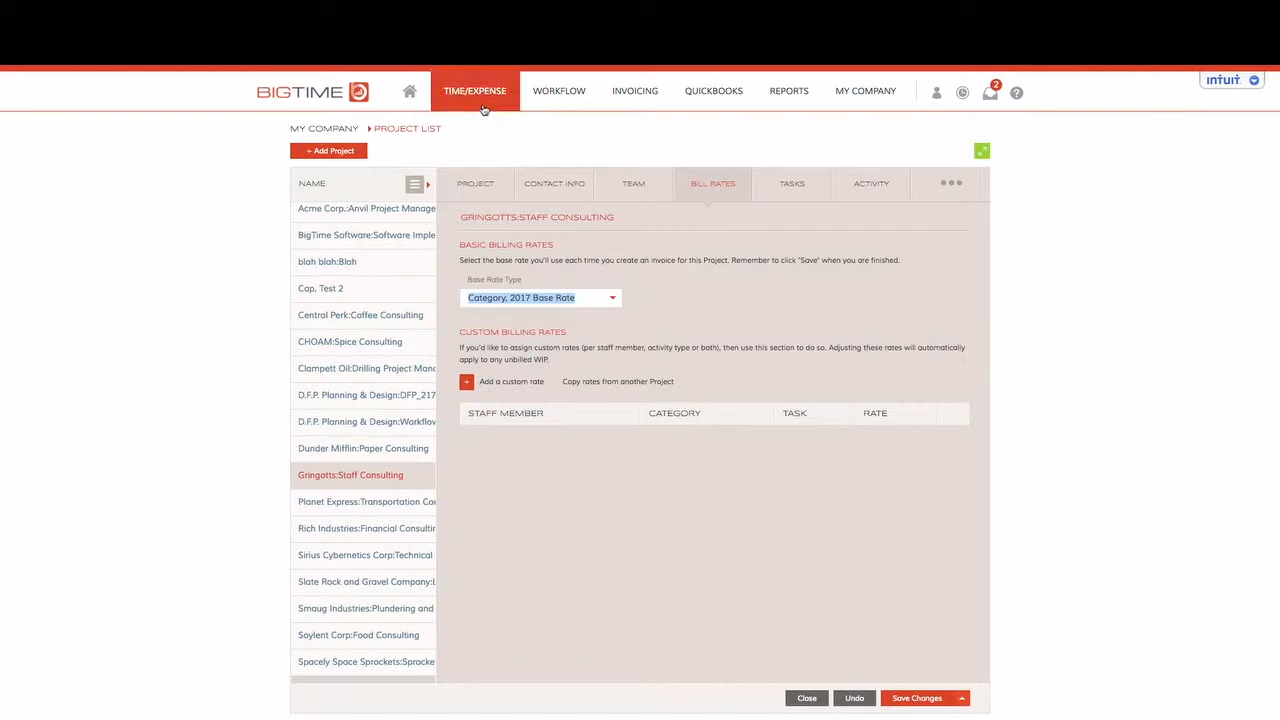 BIGTIME
TIME/EXPENSE
WORKFLOW
INVOICING
QUICKBOOKS
REPORTS
MY COMPANY
2
?
intuit
MY COMPANY
PROJECT LIST
+ Add Project
NAME
PROJECT
CONTACT INFO
TEAM
BILL RATES
TASKS
ACTIVITY
Acme Corp.:Anvil Project Manage
BigTime Software:Software Imple
blah blah:Blah
Cap, Test 2
Central Perk:Coffee Consulting
CHOAM:Spice Consulting
Clampett Oil:Drilling Project Mana
D.F.P. Planning & Design:DFP_217
D.F.P. Planning & Design:Workflow
Dunder Mifflin:Paper Consulting
Gringotts:Staff Consulting
Planet Express:Transportation Con
Rich Industries:Financial Consultin
Sirius Cybernetics Corp:Technical
Slate Rock and Gravel Company:L
Smaug Industries:Plundering and
Soylent Corp:Food Consulting
Spacely Space Sprockets:Sprocke
GRINGOTTS:STAFF CONSULTING
BASIC BILLING RATES
Select the base rate you'll use each time you create an invoice for this Project. Remember to click "Save" when you are finished.
Base Rate Type
Category, 2017 Base Rate
CUSTOM BILLING RATES
If you'd like to assign custom rates (per staff member, activity type or both), then use this section to do so. Adjusting these rates will automatically
apply to any unbilled WIP.
+ Add a custom rate
Copy rates from another Project
STAFF MEMBER
CATEGORY
TASK
RATE
Close
Undo
Save Changes